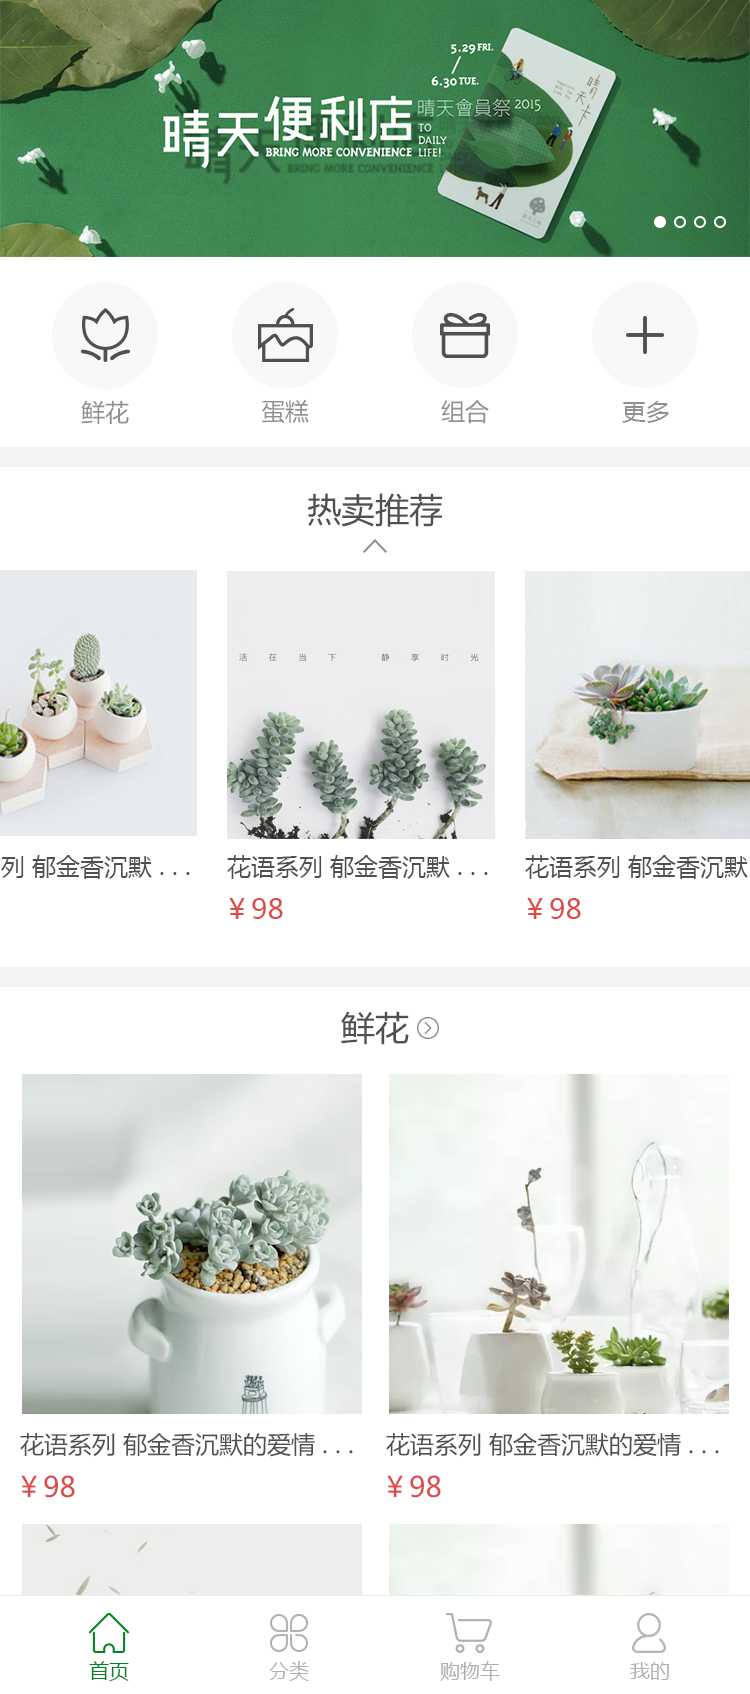 5.29 FRI.
6.30 TUE.
晴天便利店
BRING MORE CONVENIENCE
晴天會員祭 2015
TO
DAILY
LIFE!
晴天卡
鲜花
蛋糕
组合
更多
热卖推荐
活在当下 静享时光
列 郁金香沉默 . . .
花语系列 郁金香沉默 . . .
花语系列 郁金香沉默
¥ 98
¥ 98
鲜花
花语系列 郁金香沉默的爱情 . . .
花语系列 郁金香沉默的爱情 . . .
¥ 98
¥ 98
首页
分类
购物车
我的